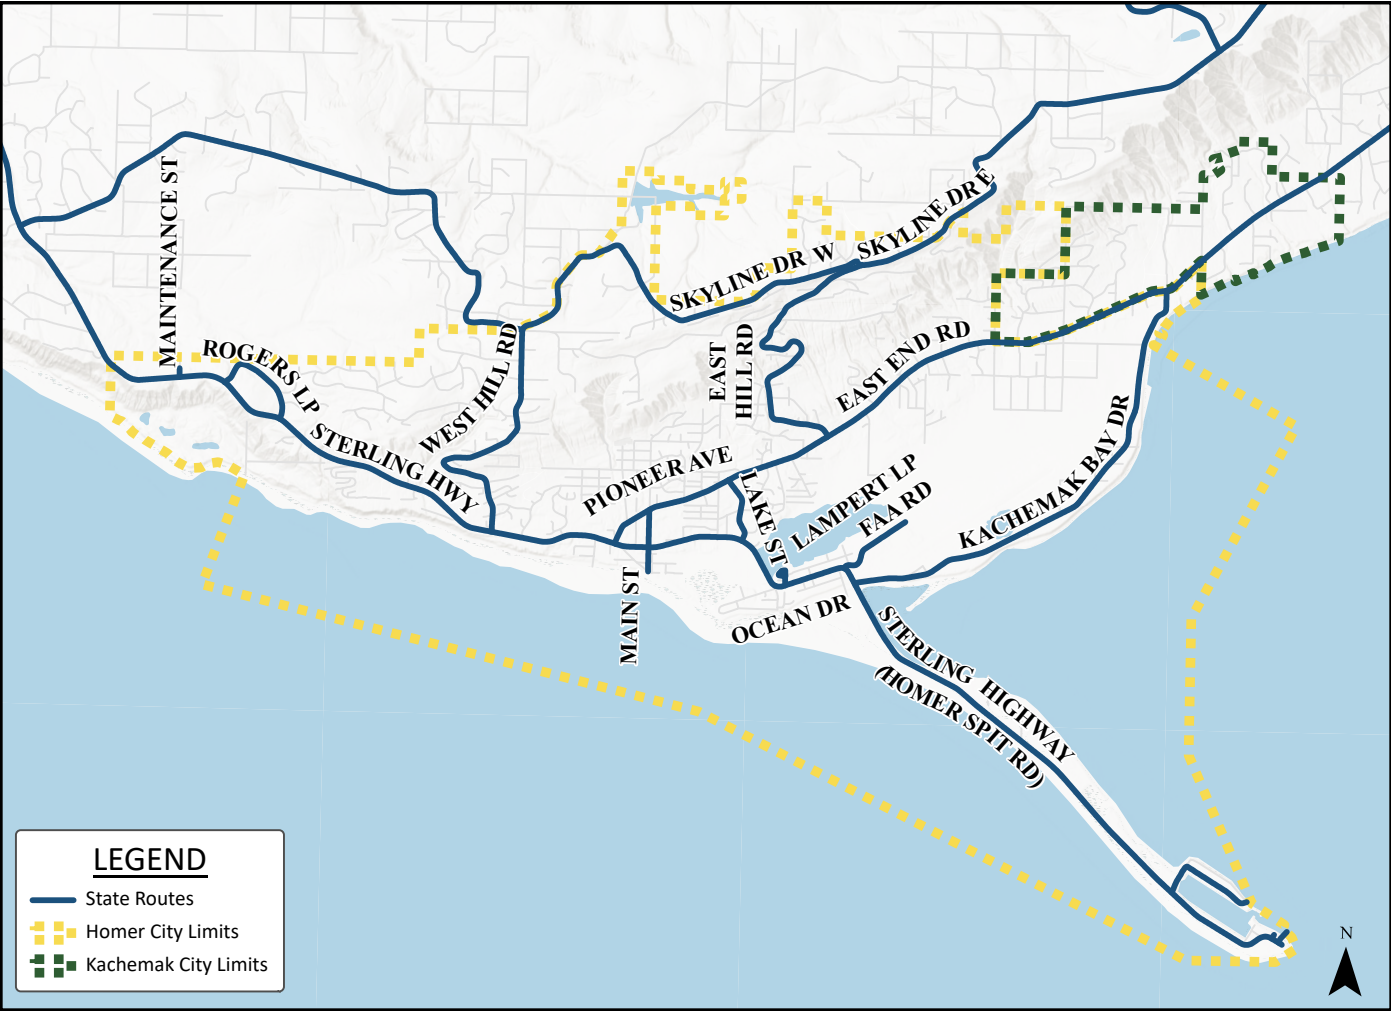 MAINTENANCE ST
ROGERS LP
STERLING HWY
WEST HILL RD
SKYLINE DR W
SKYLINE DR E
EAST
HILL RD
EAST END RD
PIONEER AVE
LAKE ST
LAMPERT LP
FAA RD
KACHEMAK BAY DR
MAIN ST
OCEAN DR
STERLING HIGHWAY
(HOMER SPIT RD)
LEGEND
State Routes
Homer City Limits
Kachemak City Limits
N